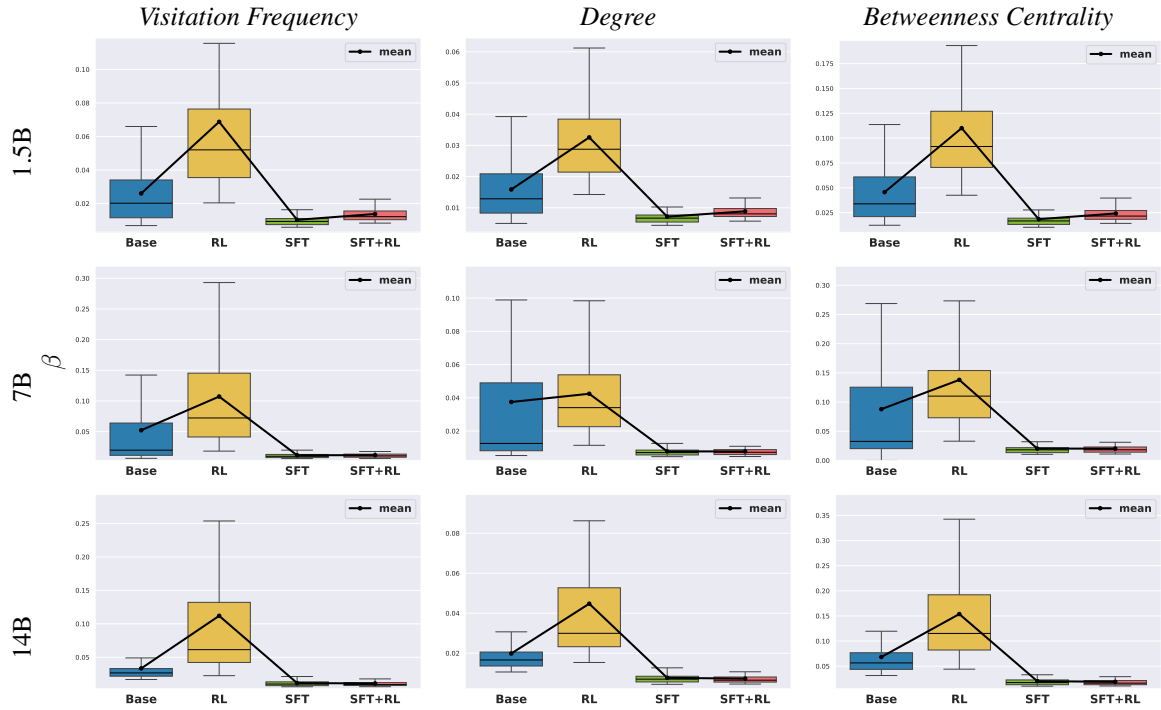 Visitation Frequency Degree Betweenness Centrality
1.5B
0.10
0.08
0.06
0.04
0.02
mean
Base RL SFT SFT+RL
0.06
0.05
0.04
0.03
0.02
0.01
mean
Base RL SFT SFT+RL
0.175
0.150
0.125
0.100
0.075
0.050
0.025
mean
Base RL SFT SFT+RL
7B
β
0.30
0.25
0.20
0.15
0.10
0.05
mean
Base RL SFT SFT+RL
0.10
0.08
0.06
0.04
0.02
mean
Base RL SFT SFT+RL
0.30
0.25
0.20
0.15
0.10
0.05
0.00
mean
Base RL SFT SFT+RL
14B
0.25
0.20
0.15
0.10
0.05
mean
Base RL SFT SFT+RL
0.08
0.06
0.04
0.02
mean
Base RL SFT SFT+RL
0.35
0.30
0.25
0.20
0.15
0.10
0.05
mean
Base RL SFT SFT+RL